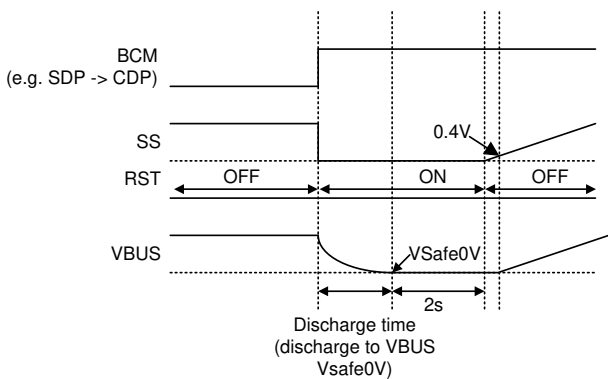 BCM
(e.g. SDP -> CDP)
0.4V
SS
RST
OFF
ON
OFF
VBUS
VSafe0V
2s
Discharge time
(discharge to VBUS
Vsafe0V)